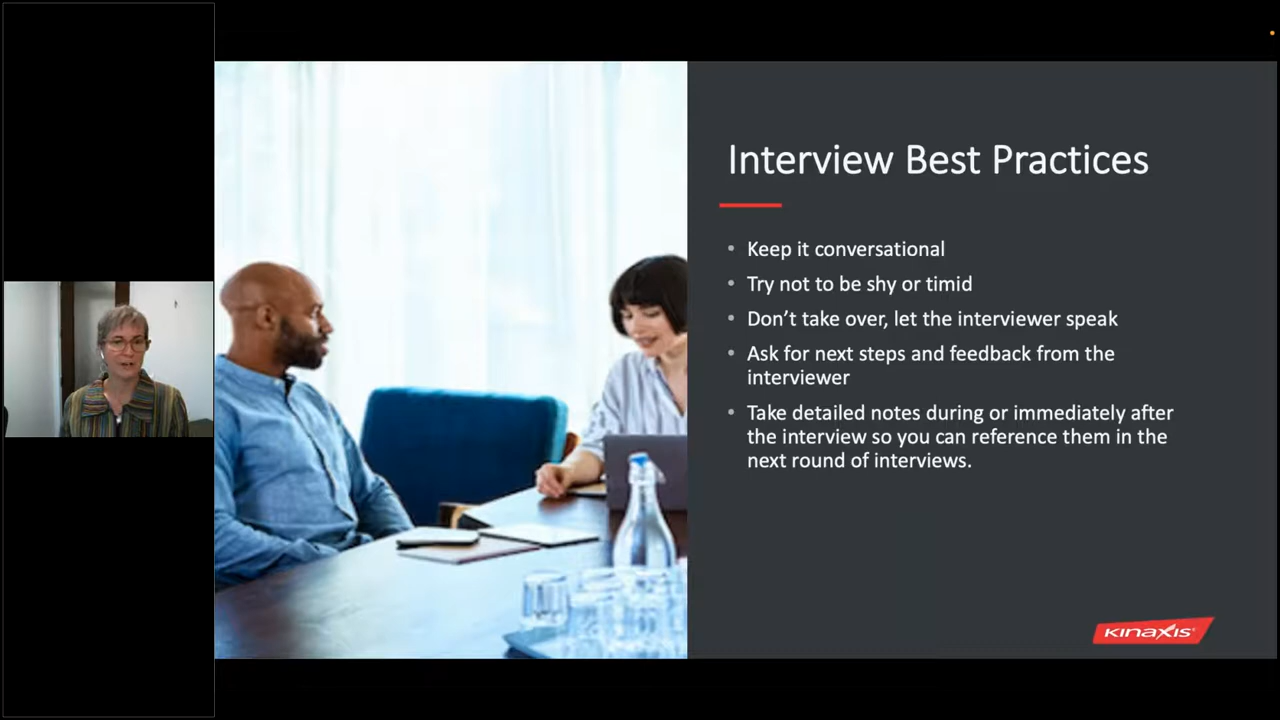 Interview Best Practices
• Keep it conversational
• Try not to be shy or timid
• Don’t take over, let the interviewer speak
• Ask for next steps and feedback from the
interviewer
• Take detailed notes during or immediately after
the interview so you can reference them in the
next round of interviews.
KINAXIS